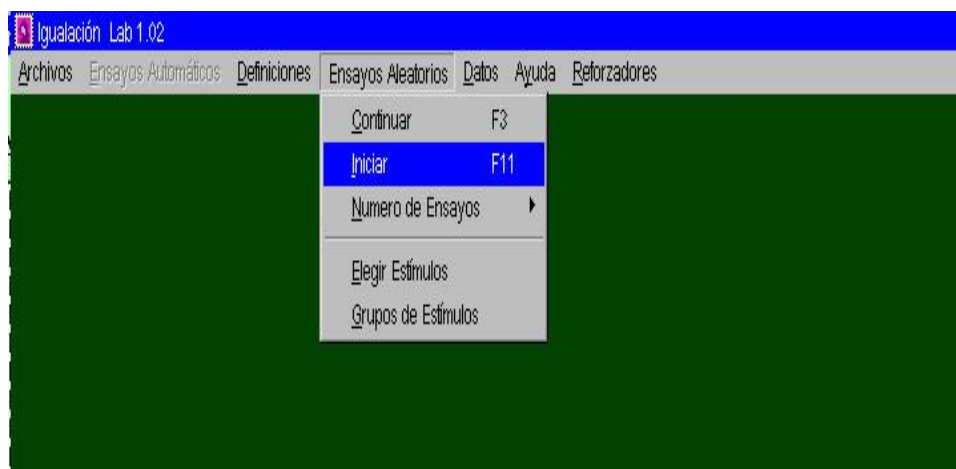 Igualación Lab 1.02
Archivos Ensayos Automáticos Definiciones Ensayos Aleatorios Datos Ayuda Reforzadores
Continuar F3
Iniciar F11
Numero de Ensayos
Elegir Estímulos
Grupos de Estímulos